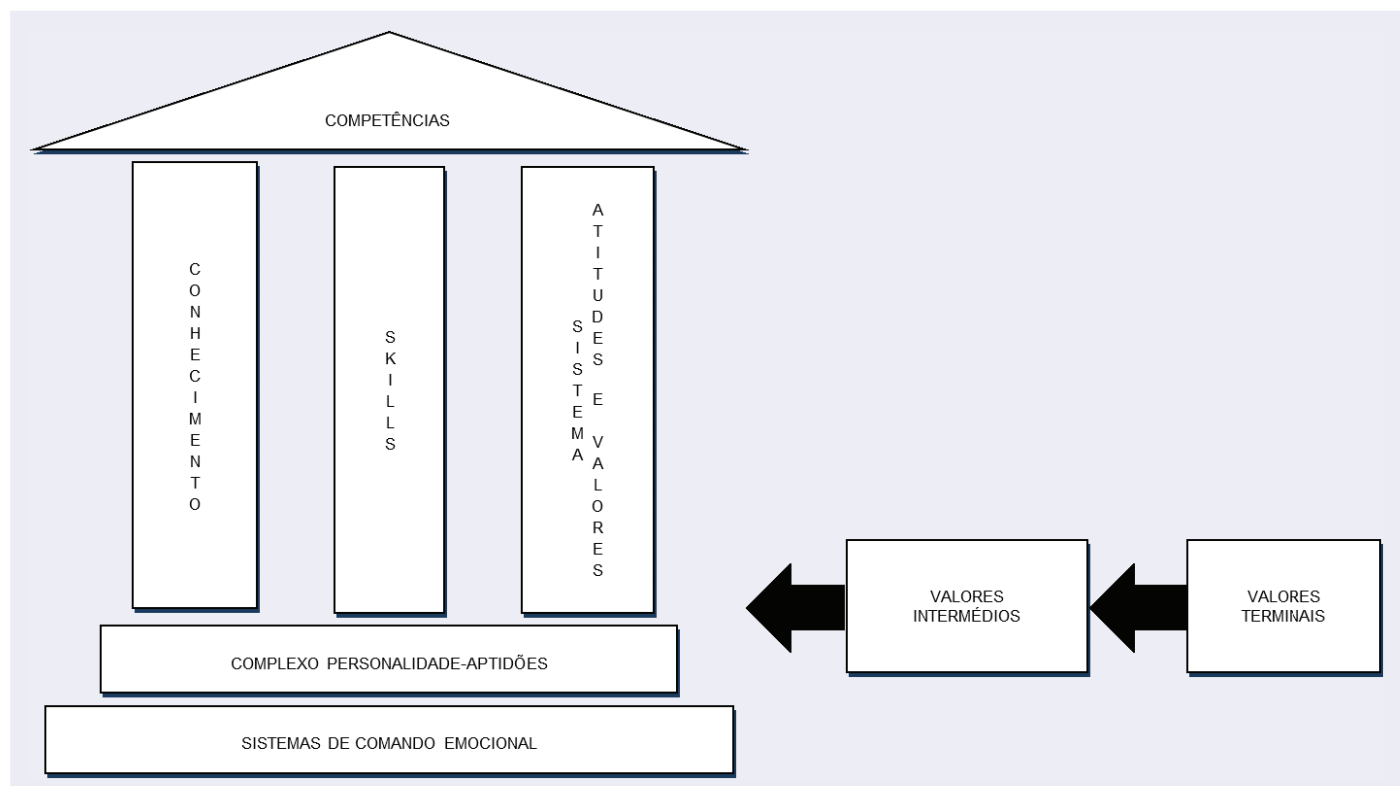 COMPETÊNCIAS
CONHECIMENTO
SKILLS
SISTEMA
ATITUDES E VALORES
VALORES
INTERMÉDIOS
VALORES
TERMINAIS
COMPLEXO PERSONALIDADE-APTIDÕES
SISTEMAS DE COMANDO EMOCIONAL